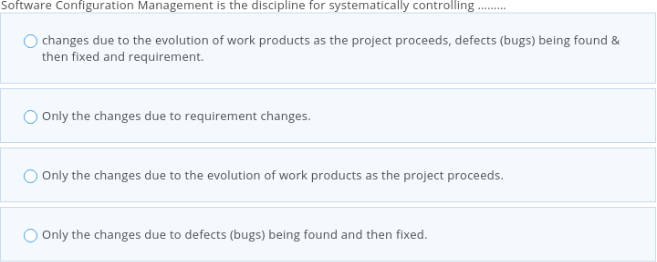 Software Configuration Management is the discipline for systematically controlling .........
changes due to the evolution of work products as the project proceeds, defects (bugs) being found &
then fixed and requirement.
Only the changes due to requirement changes.
Only the changes due to the evolution of work products as the project proceeds.
Only the changes due to defects (bugs) being found and then fixed.